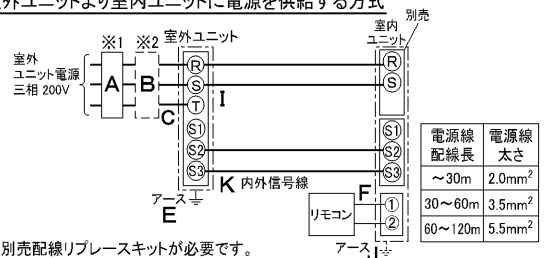 外ユニットより室内ユニットに電源を供給する方式
※1 ※2 室外ユニット
室内
ユニット
別売
室外
ユニット電源
三相 200V
A
B
C
R
S
T
S1
S2
S3
I
R
S
S1
S2
S3
K 内外信号線
アース
E
F
リモコン
①
②
アース
J
電源線
配線長
電源線
太さ
～30m 2.0mm²
30～60m 3.5mm²
60～120m 5.5mm²
別売配線リプレースキットが必要です。